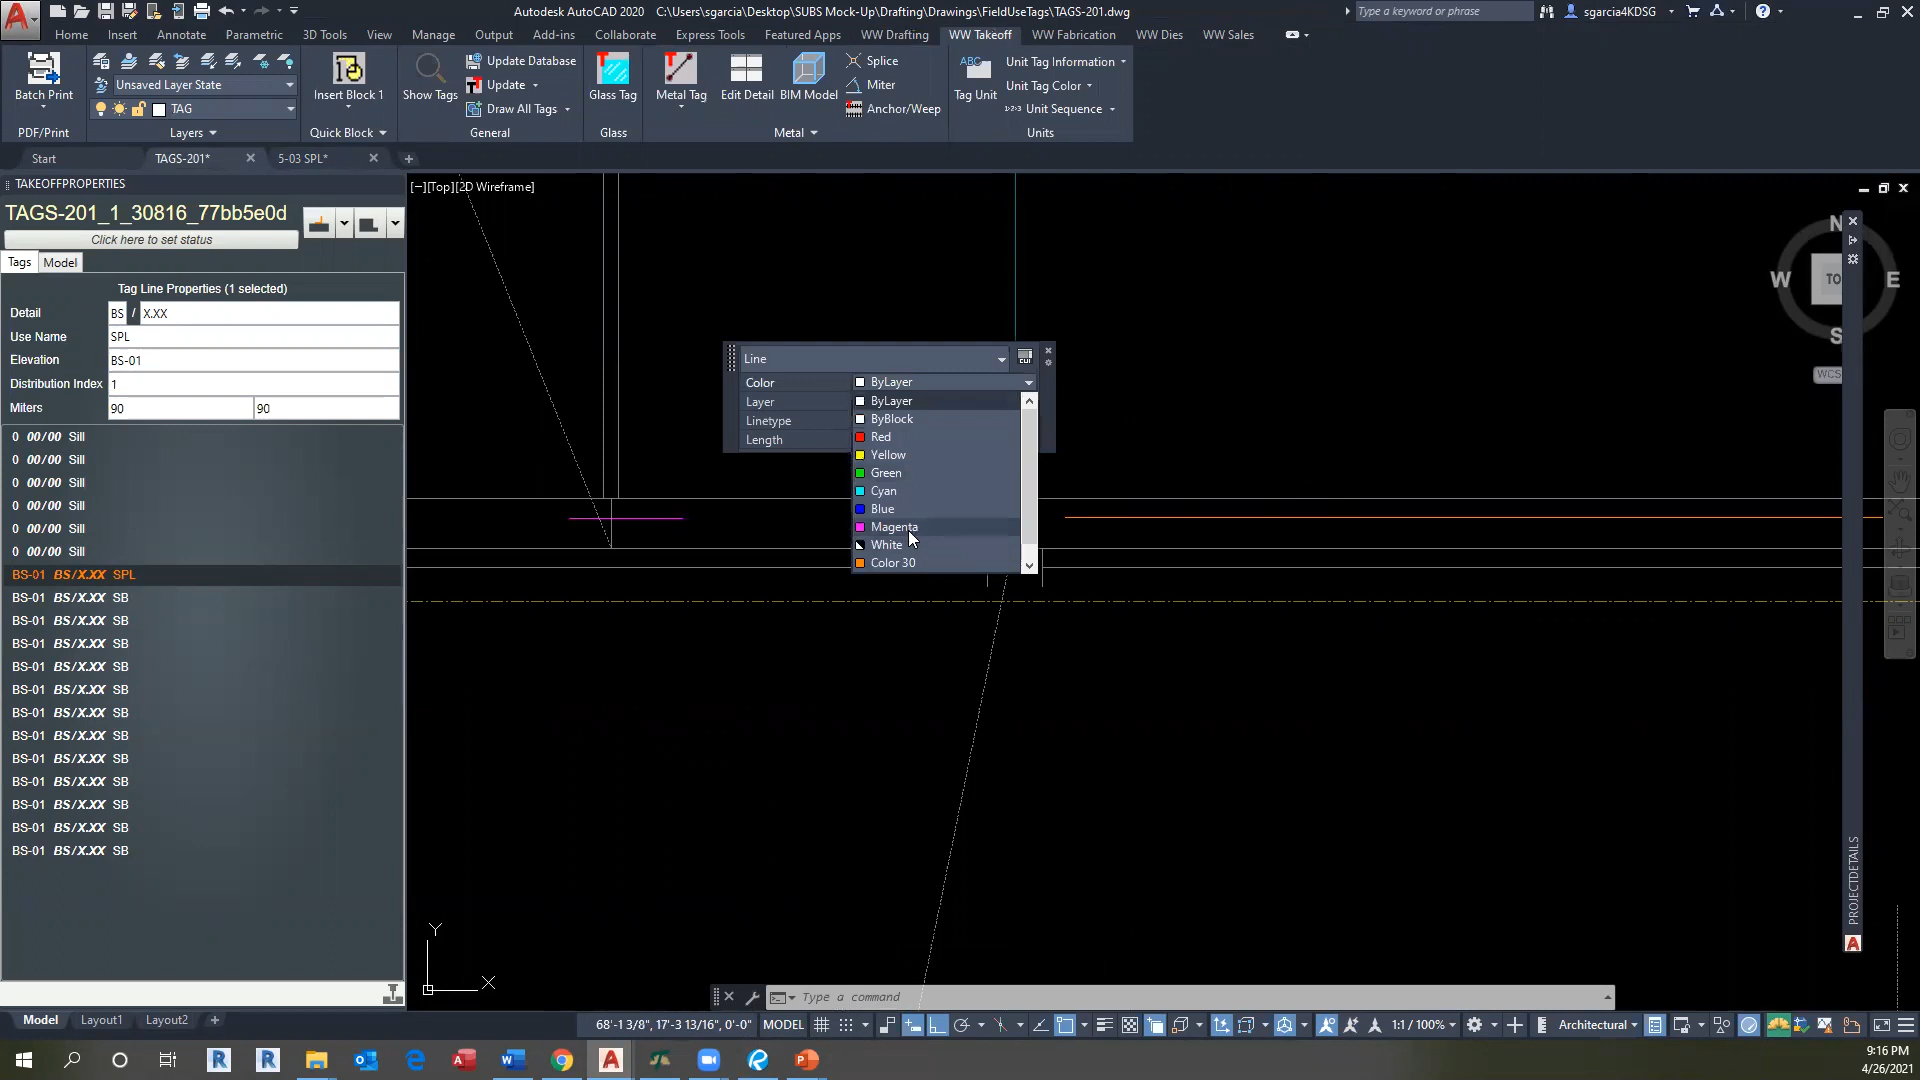 Autodesk AutoCAD 2020   C:\Users\sgarcia\Desktop\SUBS Mock-Up\Drafting\Drawings\FieldUseTags\TAGS-201.dwg
Type a keyword or phrase
sgarcia4KDSG
Home Insert Annotate Parametric 3D Tools View Manage Output Add-ins Collaborate Express Tools Featured Apps WW Drafting WW Takeoff WW Fabrication WW Dies WW Sales
Batch Print
PDF/Print
Unsaved Layer State
TAG
Layers
Insert Block 1
Quick Block
Show Tags
Update Database
Update
Draw All Tags
General
Glass Tag
Glass
Metal Tag
Edit Detail
BIM Model
Splice
Miter
Anchor/Weep
Metal
Tag Unit
Unit Tag Information
Unit Tag Color
Unit Sequence
Units
Start
TAGS-201*
5-03 SPL*
TAKEOFFPROPERTIES
TAGS-201_1_30816_77bb5e0d
Click here to set status
Tags
Model
Tag Line Properties (1 selected)
Detail BS / X.XX
Use Name SPL
Elevation BS-01
Distribution Index 1
Miters 90 90
0 00/00 Sill
0 00/00 Sill
0 00/00 Sill
0 00/00 Sill
0 00/00 Sill
0 00/00 Sill
BS-01 BS/X.XX SPL
BS-01 BS/X.XX SB
BS-01 BS/X.XX SB
BS-01 BS/X.XX SB
BS-01 BS/X.XX SB
BS-01 BS/X.XX SB
BS-01 BS/X.XX SB
BS-01 BS/X.XX SB
BS-01 BS/X.XX SB
BS-01 BS/X.XX SB
BS-01 BS/X.XX SB
BS-01 BS/X.XX SB
BS-01 BS/X.XX SB
[−][Top][2D Wireframe]
N
W
TO
E
S
WCS
Line
CUI
Color ByLayer
Layer
Linetype
Length
ByLayer
ByBlock
Red
Yellow
Green
Cyan
Blue
Magenta
White
Color 30
PROJECTDETAILS
Y
X
Type a command
Model
Layout1
Layout2
68'-1 3/8", 17'-3 13/16", 0'-0"
MODEL
1:1 / 100%
Architectural
9:16 PM
4/26/2021